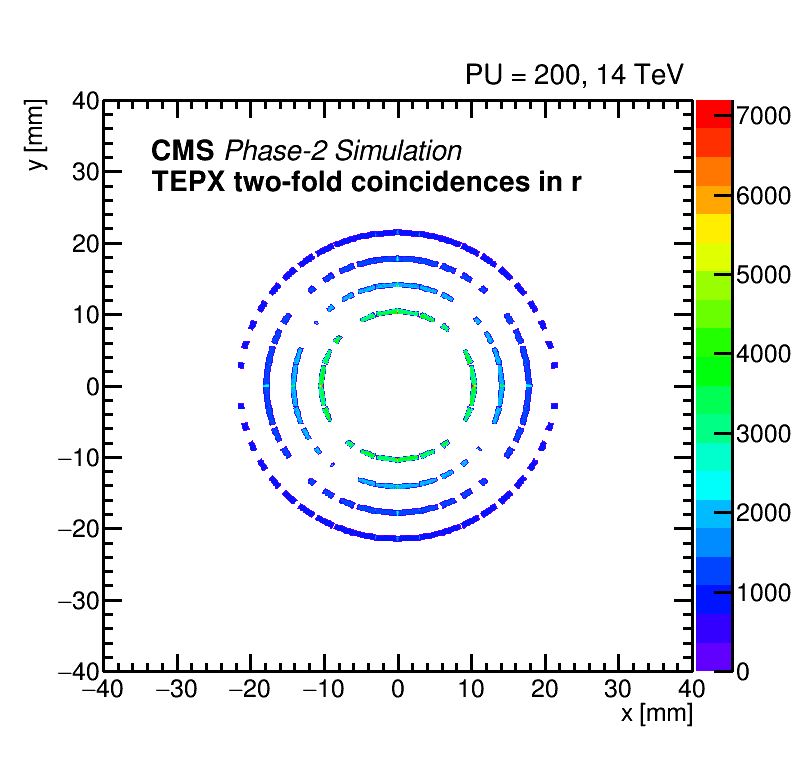 PU = 200, 14 TeV
y [mm]
CMS Phase-2 Simulation
TEPX two-fold coincidences in r
40
30
20
10
0
−10
−20
−30
−40
−40 −30 −20 −10 0 10 20 30 40
x [mm]
7000
6000
5000
4000
3000
2000
1000
0